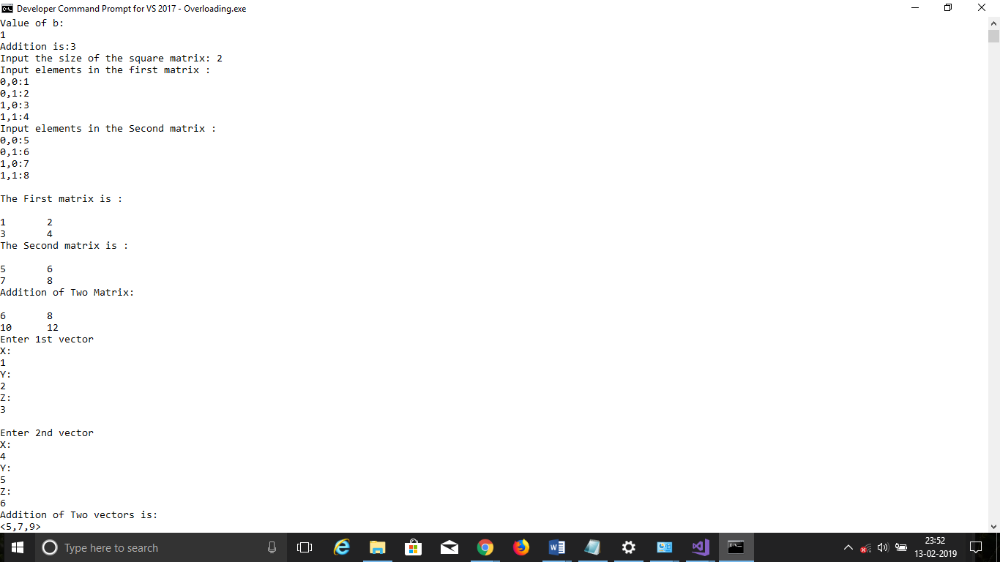 Developer Command Prompt for VS 2017 - Overloading.exe
Value of b:
1
Addition is:3
Input the size of the square matrix: 2
Input elements in the first matrix :
0,0:1
0,1:2
1,0:3
1,1:4
Input elements in the Second matrix :
0,0:5
0,1:6
1,0:7
1,1:8
The First matrix is :
1 2
3 4
The Second matrix is :
5 6
7 8
Addition of Two Matrix:
6 8
10 12
Enter 1st vector
X:
1
Y:
2
Z:
3
Enter 2nd vector
X:
4
Y:
5
Z:
6
Addition of Two vectors is:
<5,7,9>
Type here to search
23:52
13-02-2019